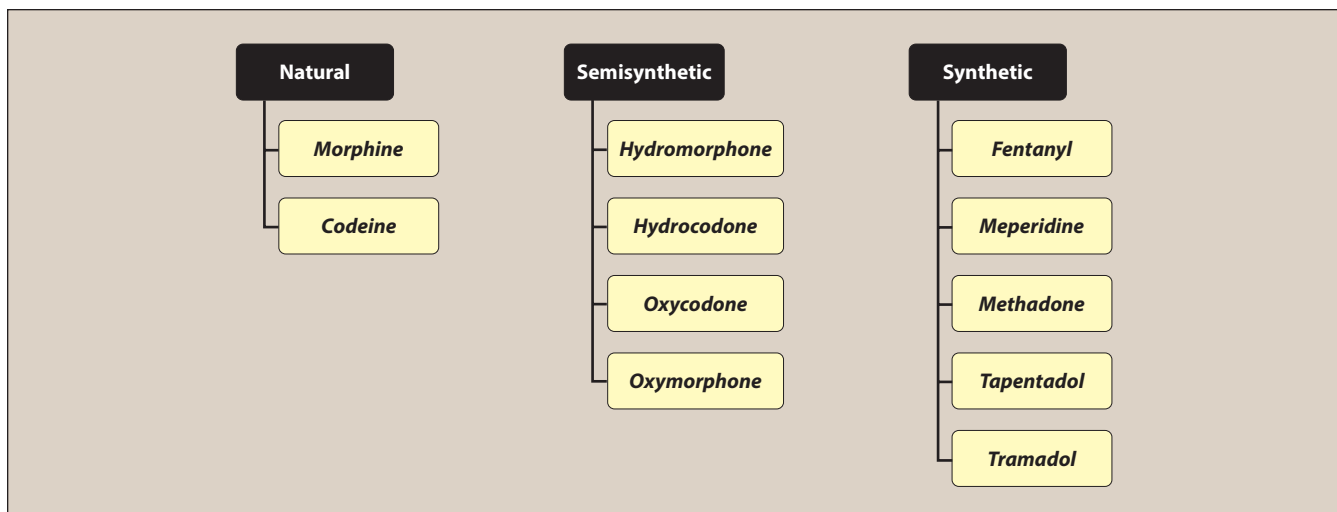 Natural
Morphine
Codeine
Semisynthetic
Hydromorphone
Hydrocodone
Oxycodone
Oxymorphone
Synthetic
Fentanyl
Meperidine
Methadone
Tapentadol
Tramadol